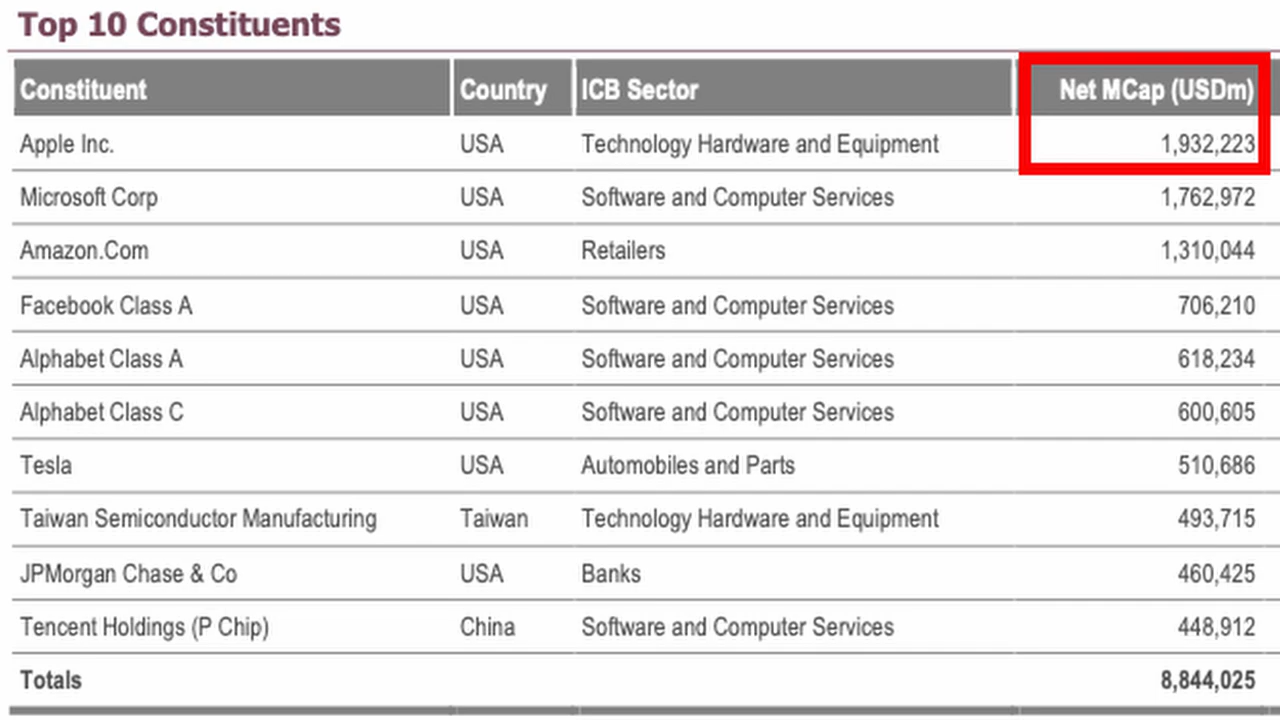 Top 10 Constituents
Constituent Country ICB Sector Net MCap (USDm)
Apple Inc. USA Technology Hardware and Equipment 1,932,223
Microsoft Corp USA Software and Computer Services 1,762,972
Amazon.Com USA Retailers 1,310,044
Facebook Class A USA Software and Computer Services 706,210
Alphabet Class A USA Software and Computer Services 618,234
Alphabet Class C USA Software and Computer Services 600,605
Tesla USA Automobiles and Parts 510,686
Taiwan Semiconductor Manufacturing Taiwan Technology Hardware and Equipment 493,715
JPMorgan Chase & Co USA Banks 460,425
Tencent Holdings (P Chip) China Software and Computer Services 448,912
Totals 8,844,025